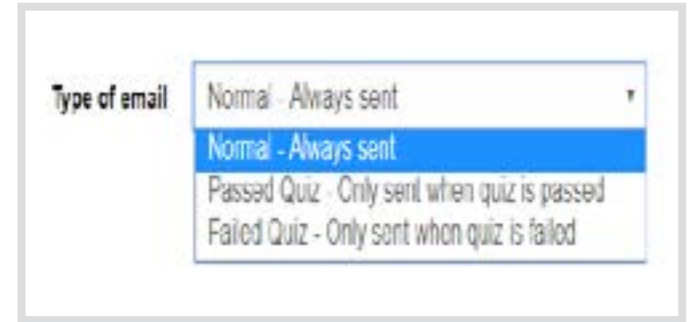 Type of email Normal - Always sent
Normal - Always sent
Passed Quiz - Only sent when quiz is passed
Failed Quiz - Only sent when quiz is failed